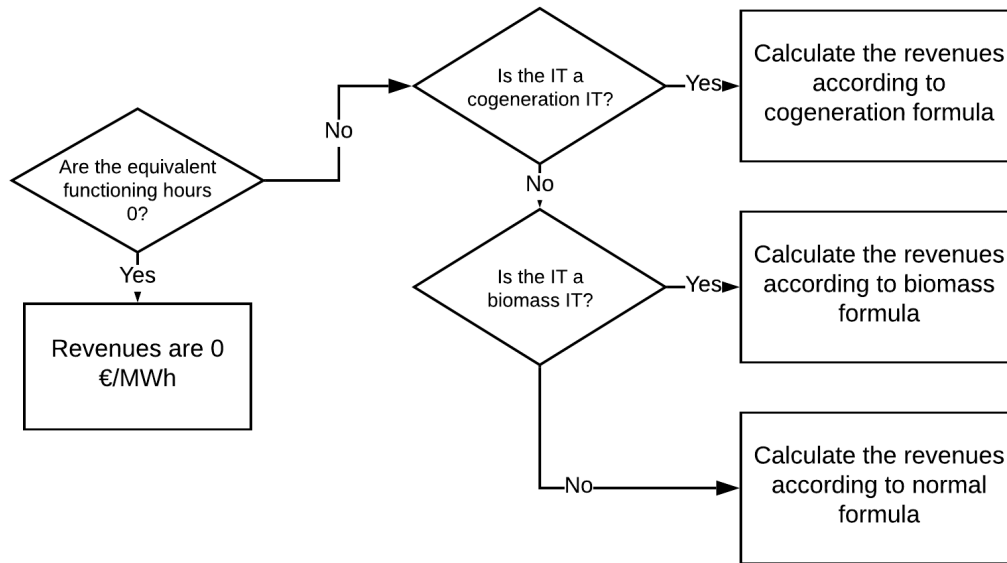 Are the equivalent
functioning hours
0?
Yes
Revenues are 0
€/MWh
No
Is the IT a
cogeneration IT?
Yes
Calculate the revenues
according to
cogeneration formula
No
Is the IT a
biomass IT?
Yes
Calculate the revenues
according to biomass
formula
No
Calculate the revenues
according to normal
formula